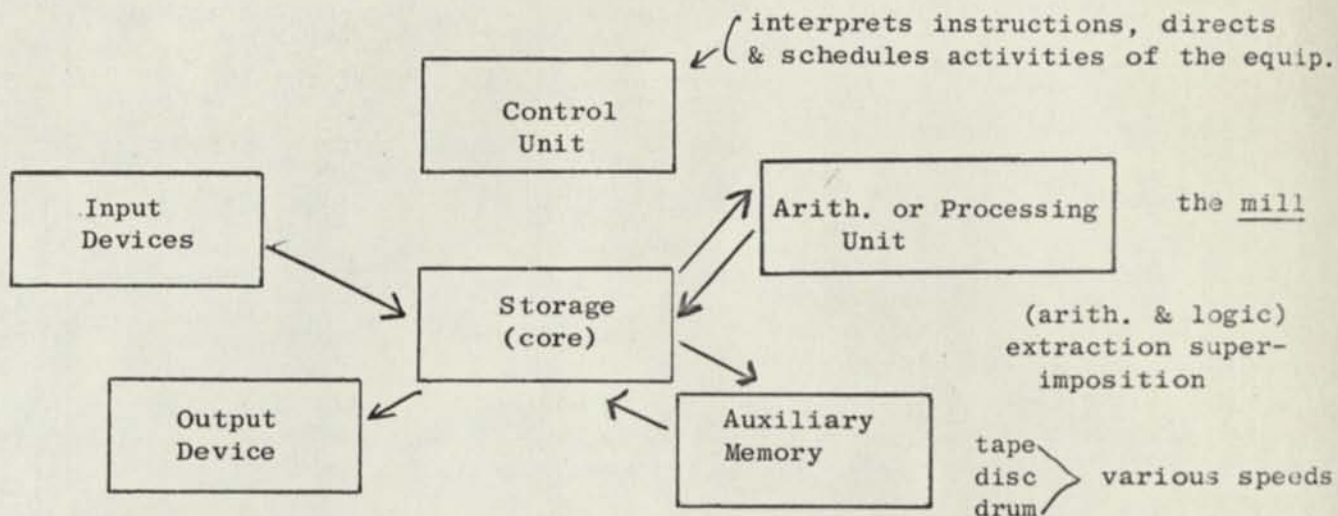 interprets instructions, directs
& schedules activities of the equip.
Control
Unit
Input
Devices
Arith. or Processing
Unit
the mill
Storage
(core)
(arith. & logic)
extraction super-
imposition
Output
Device
Auxiliary
Memory
tape
disc
drum
various speeds